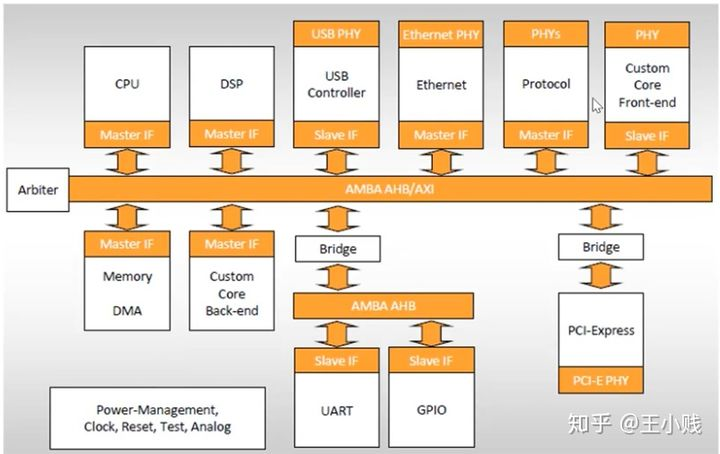 USB PHY
Ethernet PHY
PHYs
PHY
CPU
DSP
USB
Controller
Ethernet
Protocol
Custom
Core
Front-end
Master IF
Master IF
Slave IF
Master IF
Master IF
Slave IF
Arbiter
AMBA AHB/AXI
Master IF
Master IF
Bridge
Bridge
Memory
DMA
Custom
Core
Back-end
AMBA AHB
PCI-Express
Slave IF
Slave IF
PCI-E PHY
UART
GPIO
Power-Management,
Clock, Reset, Test, Analog
知乎 @王小贱